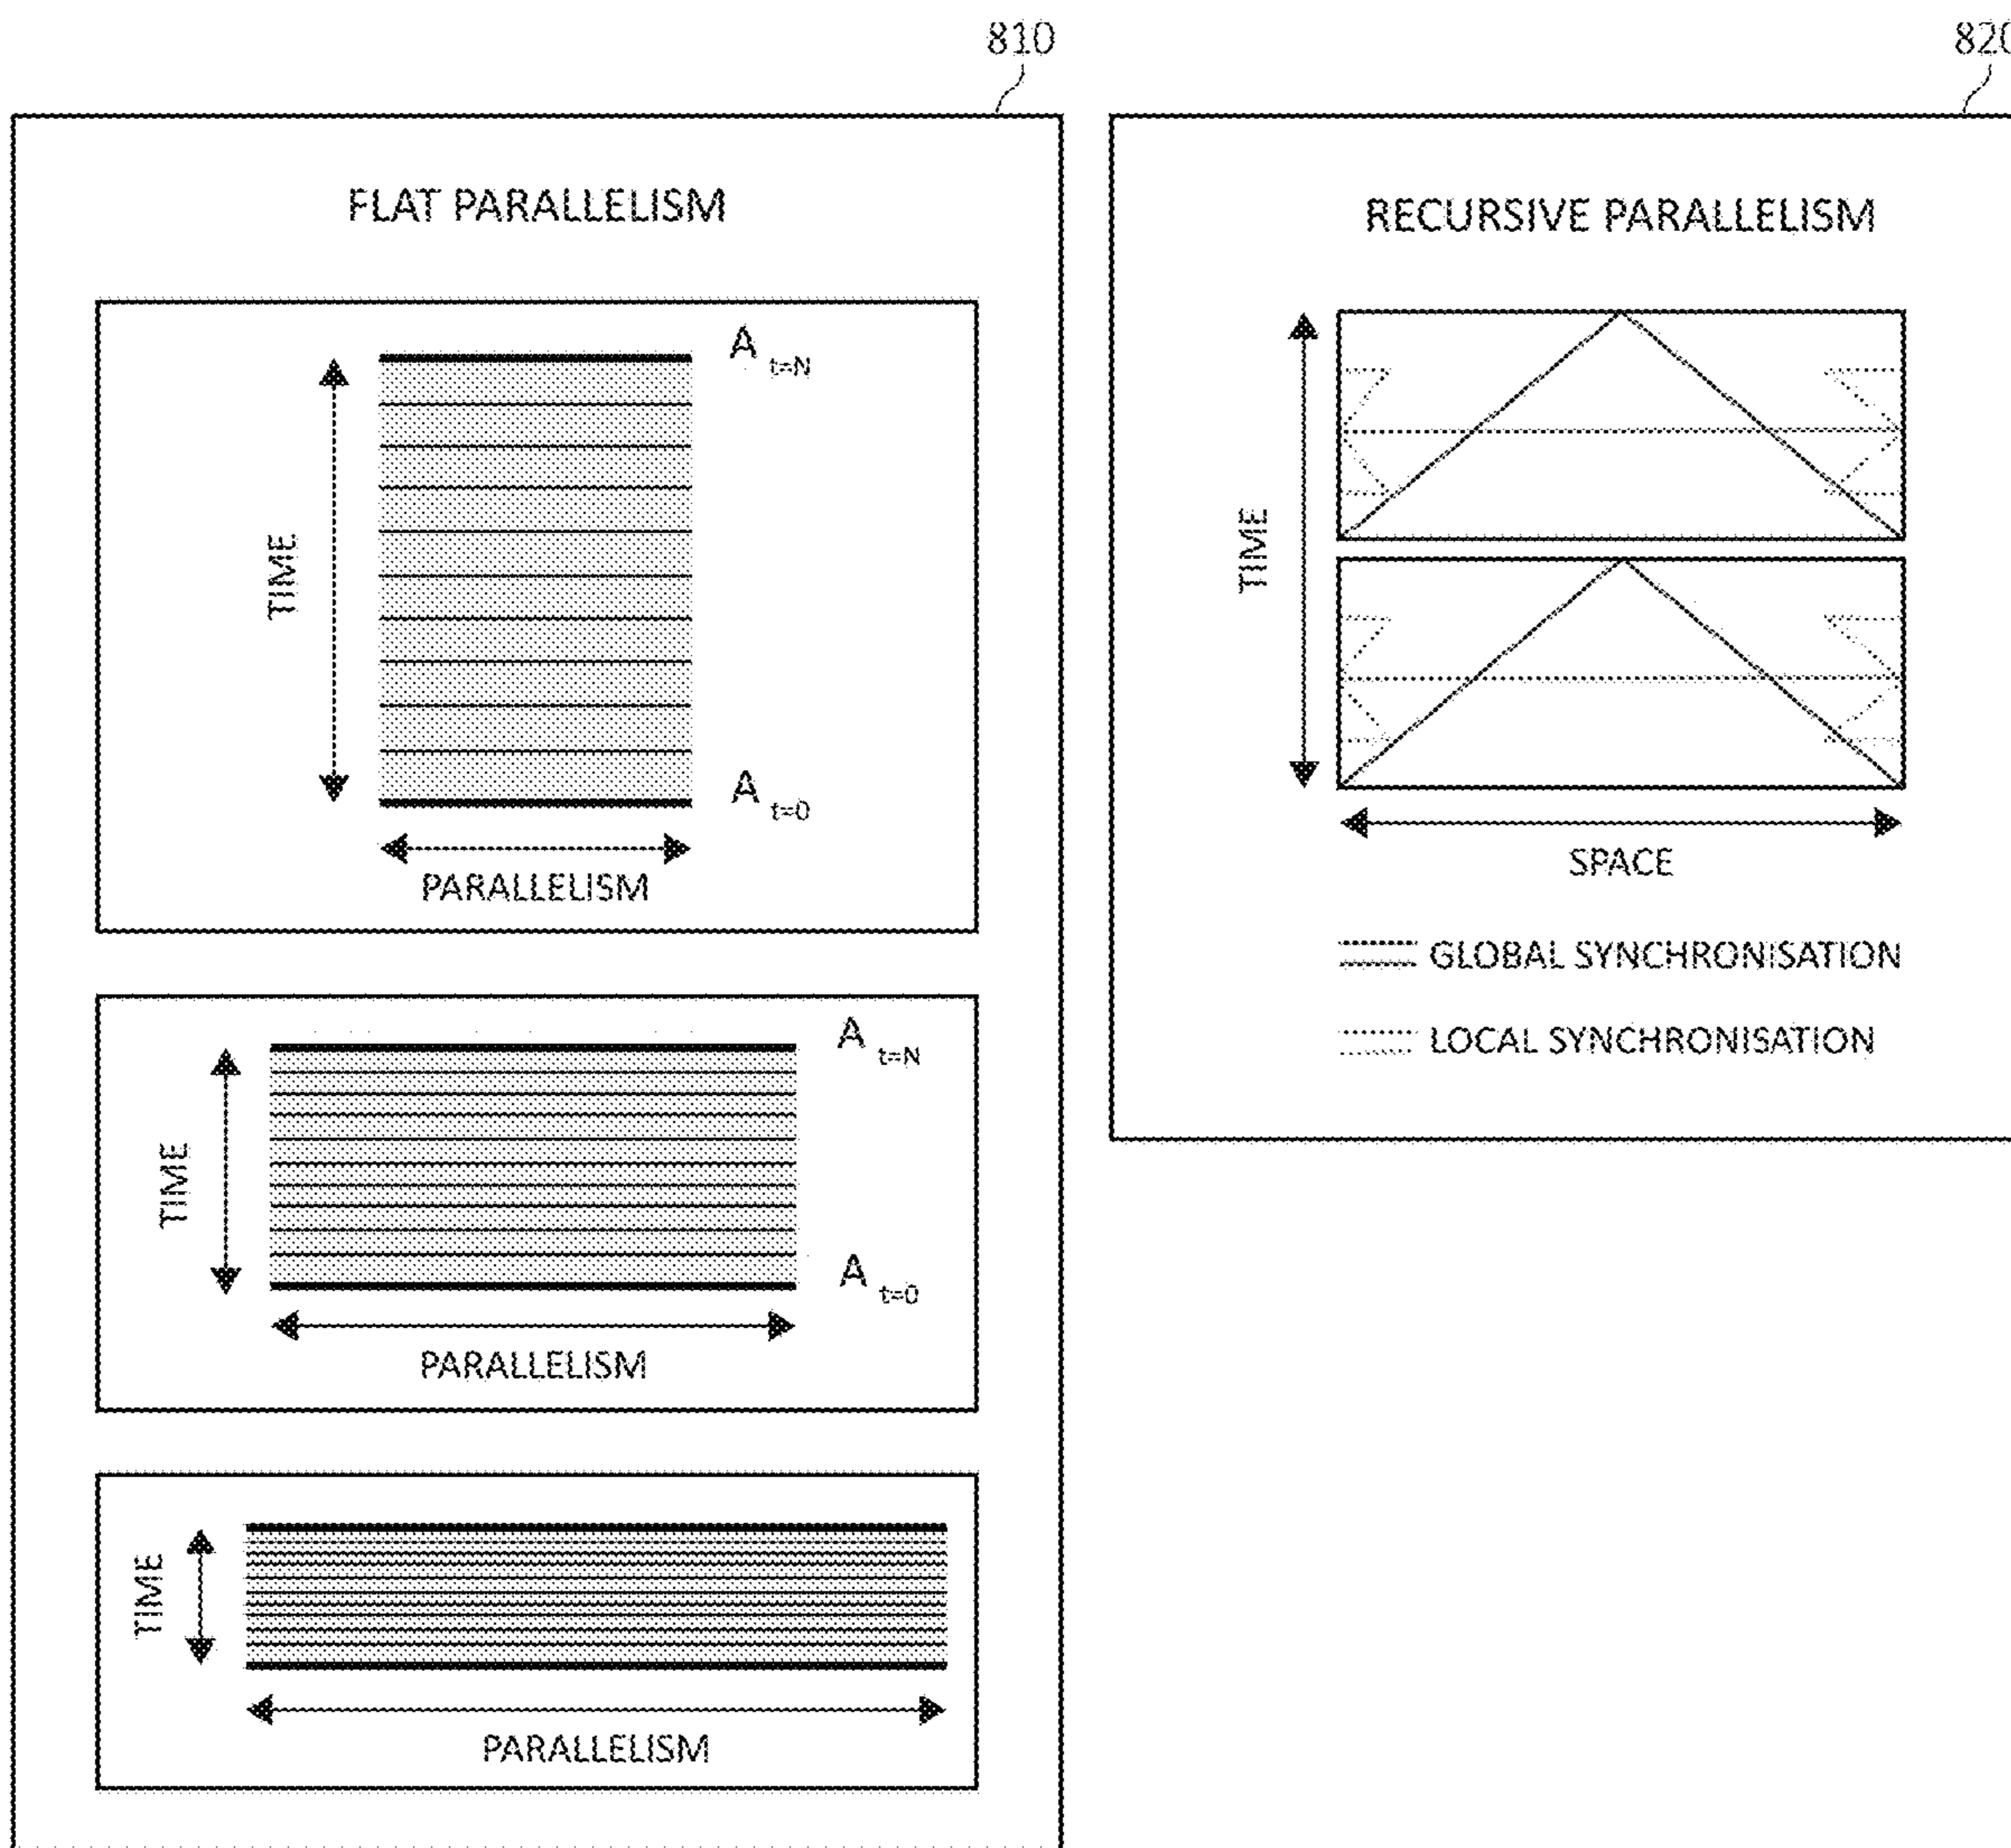 810
FLAT PARALLELISM
A t=N
TIME
A t=0
PARALLELISM
A t=N
TIME
A t=0
PARALLELISM
TIME
PARALLELISM
820
RECURSIVE PARALLELISM
TIME
SPACE
GLOBAL SYNCHRONISATION
LOCAL SYNCHRONISATION